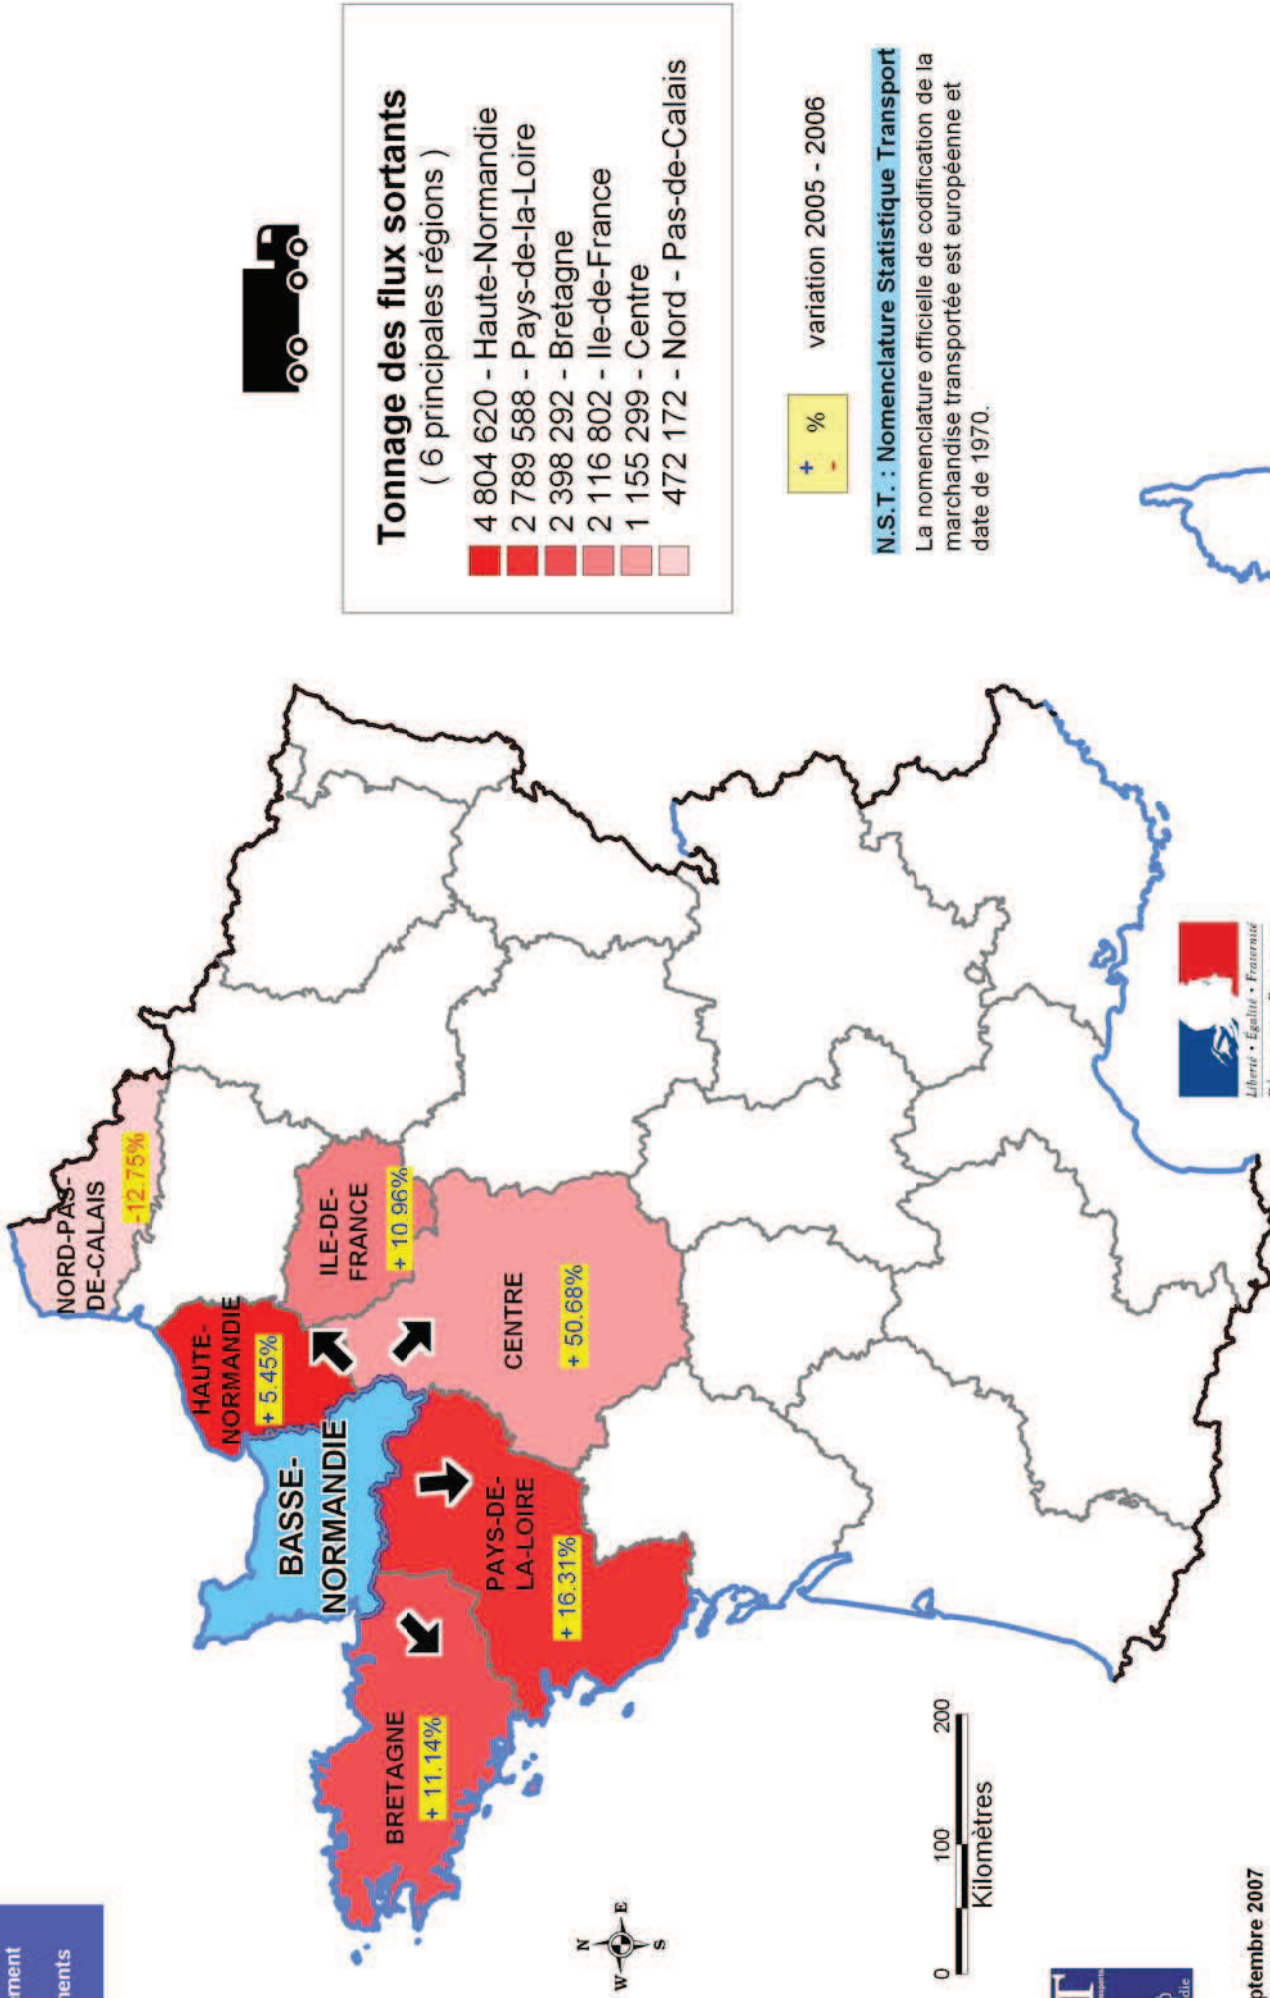 Tonnage des flux sortants
( 6 principales régions )
4 804 620 - Haute-Normandie
2 789 588 - Pays-de-la-Loire
2 398 292 - Bretagne
2 116 802 - Ile-de-France
1 155 299 - Centre
472 172 - Nord - Pas-de-Calais
+
- %
variation 2005 - 2006
N.S.T. : Nomenclature Statistique Transport
La nomenclature officielle de codification de la
marchandise transportée est européenne et
date de 1970.
NORD-PAS-
DE-CALAIS
-12.75%
HAUTE-
NORMANDIE
+ 5.45%
ILE-DE-
FRANCE
+ 10.96%
BASSE-
NORMANDIE
CENTRE
+ 50.68%
PAYS-DE-
LA-LOIRE
+ 16.31%
BRETAGNE
+ 11.14%
N
W E
S
0 100 200
Kilomètres
Liberté • Égalité • Fraternité
ement
ments
T
die
ptembre 2007